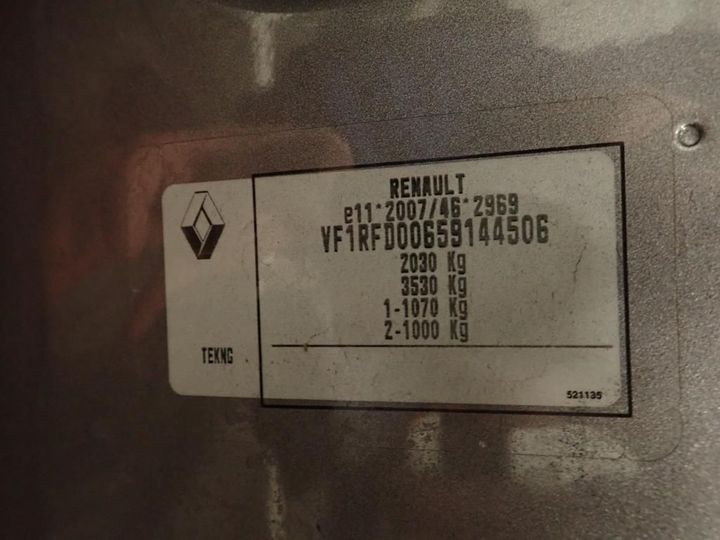 RENAULT
e11*2007/46*2969
VF1RFD00659144506
2030 Kg
3530 Kg
1-1070 Kg
2-1000 Kg
TEKNG
521135